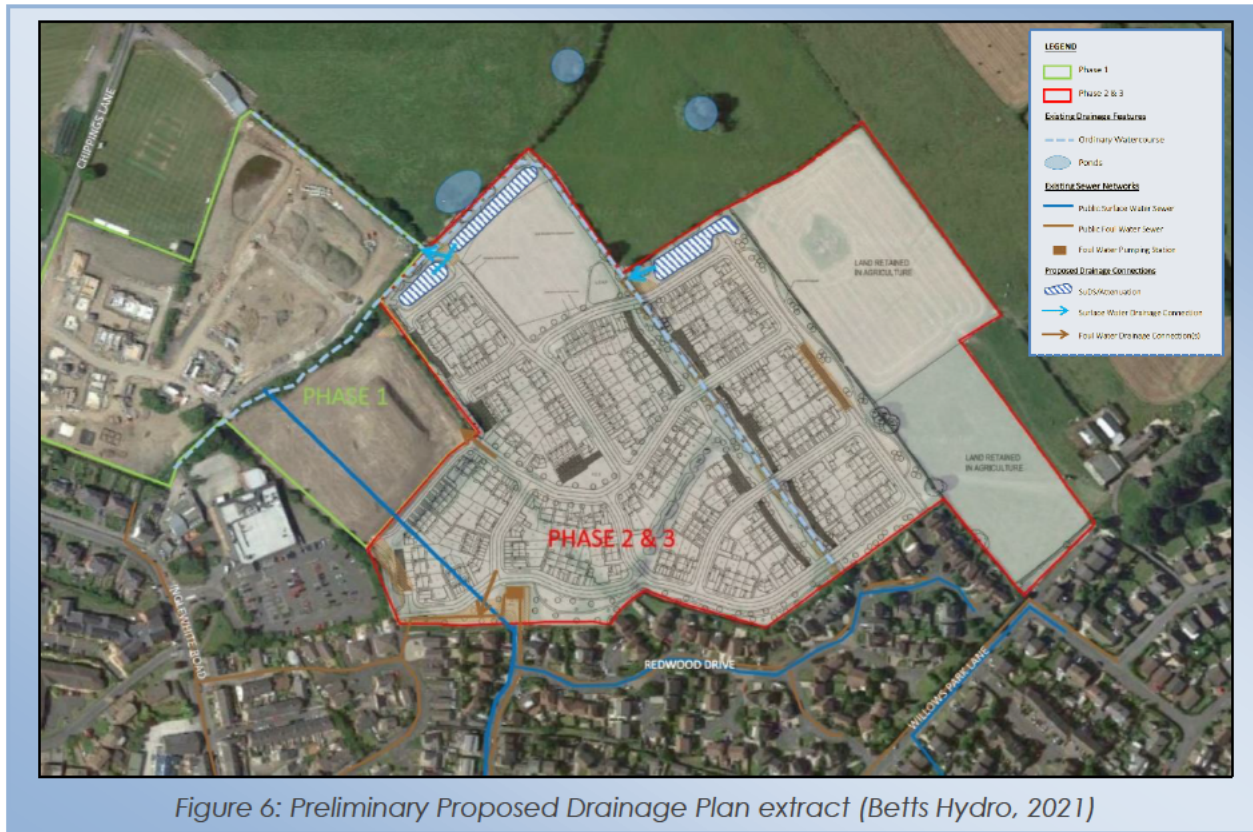 LEGEND
Phase 1
Phase 2 & 3
Existing Drainage Features
Ordinary Watercourse
Ponds
Existing Sewer Networks
Public Surface Water Sewer
Public Foul Water Sewer
Foul Water Pumping Station
Proposed Drainage Connections
SuDS/Attenuation
Surface Water Drainage Connection
Foul Water Drainage Connection(s)
CHIPPINGS LANE
LAND RETAINED
IN AGRICULTURE
PHASE 1
LAND RETAINED
IN AGRICULTURE
PHASE 2 & 3
INGLEWHITE ROAD
REDWOOD DRIVE
WILLOWS PARK LANE
Figure 6: Preliminary Proposed Drainage Plan extract (Betts Hydro, 2021)